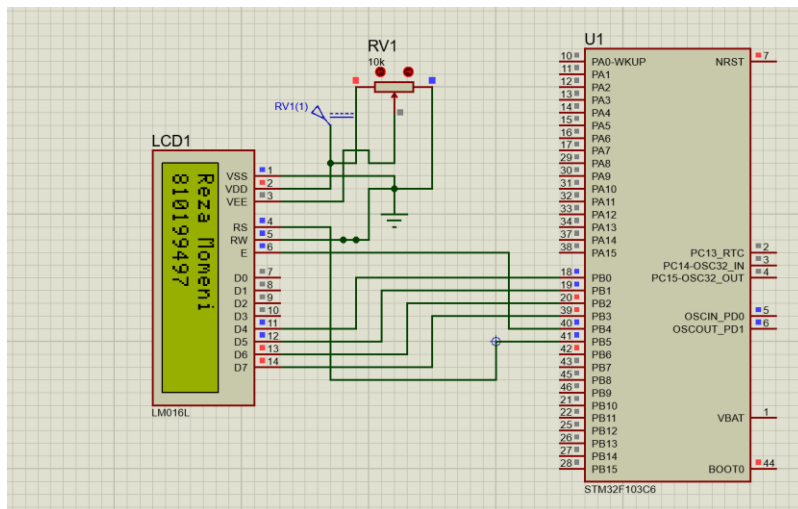 RV1
10k
RV1(1)
LCD1
Reza Momeni
810199497
VSS 1
VDD 2
VEE 3
RS 4
RW 5
E 6
D0 7
D1 8
D2 9
D3 10
D4 11
D5 12
D6 13
D7 14
LM016L
U1
10 PA0-WKUP
11 PA1
12 PA2
13 PA3
14 PA4
15 PA5
16 PA6
17 PA7
29 PA8
30 PA9
31 PA10
32 PA11
33 PA12
34 PA13
37 PA14
38 PA15
18 PB0
19 PB1
20 PB2
39 PB3
40 PB4
41 PB5
42 PB6
43 PB7
45 PB8
46 PB9
21 PB10
22 PB11
25 PB12
26 PB13
27 PB14
28 PB15
NRST 7
PC13_RTC 2
PC14-OSC32_IN 3
PC15-OSC32_OUT 4
OSCIN_PD0 5
OSCOUT_PD1 6
VBAT 1
BOOT0 44
STM32F103C6